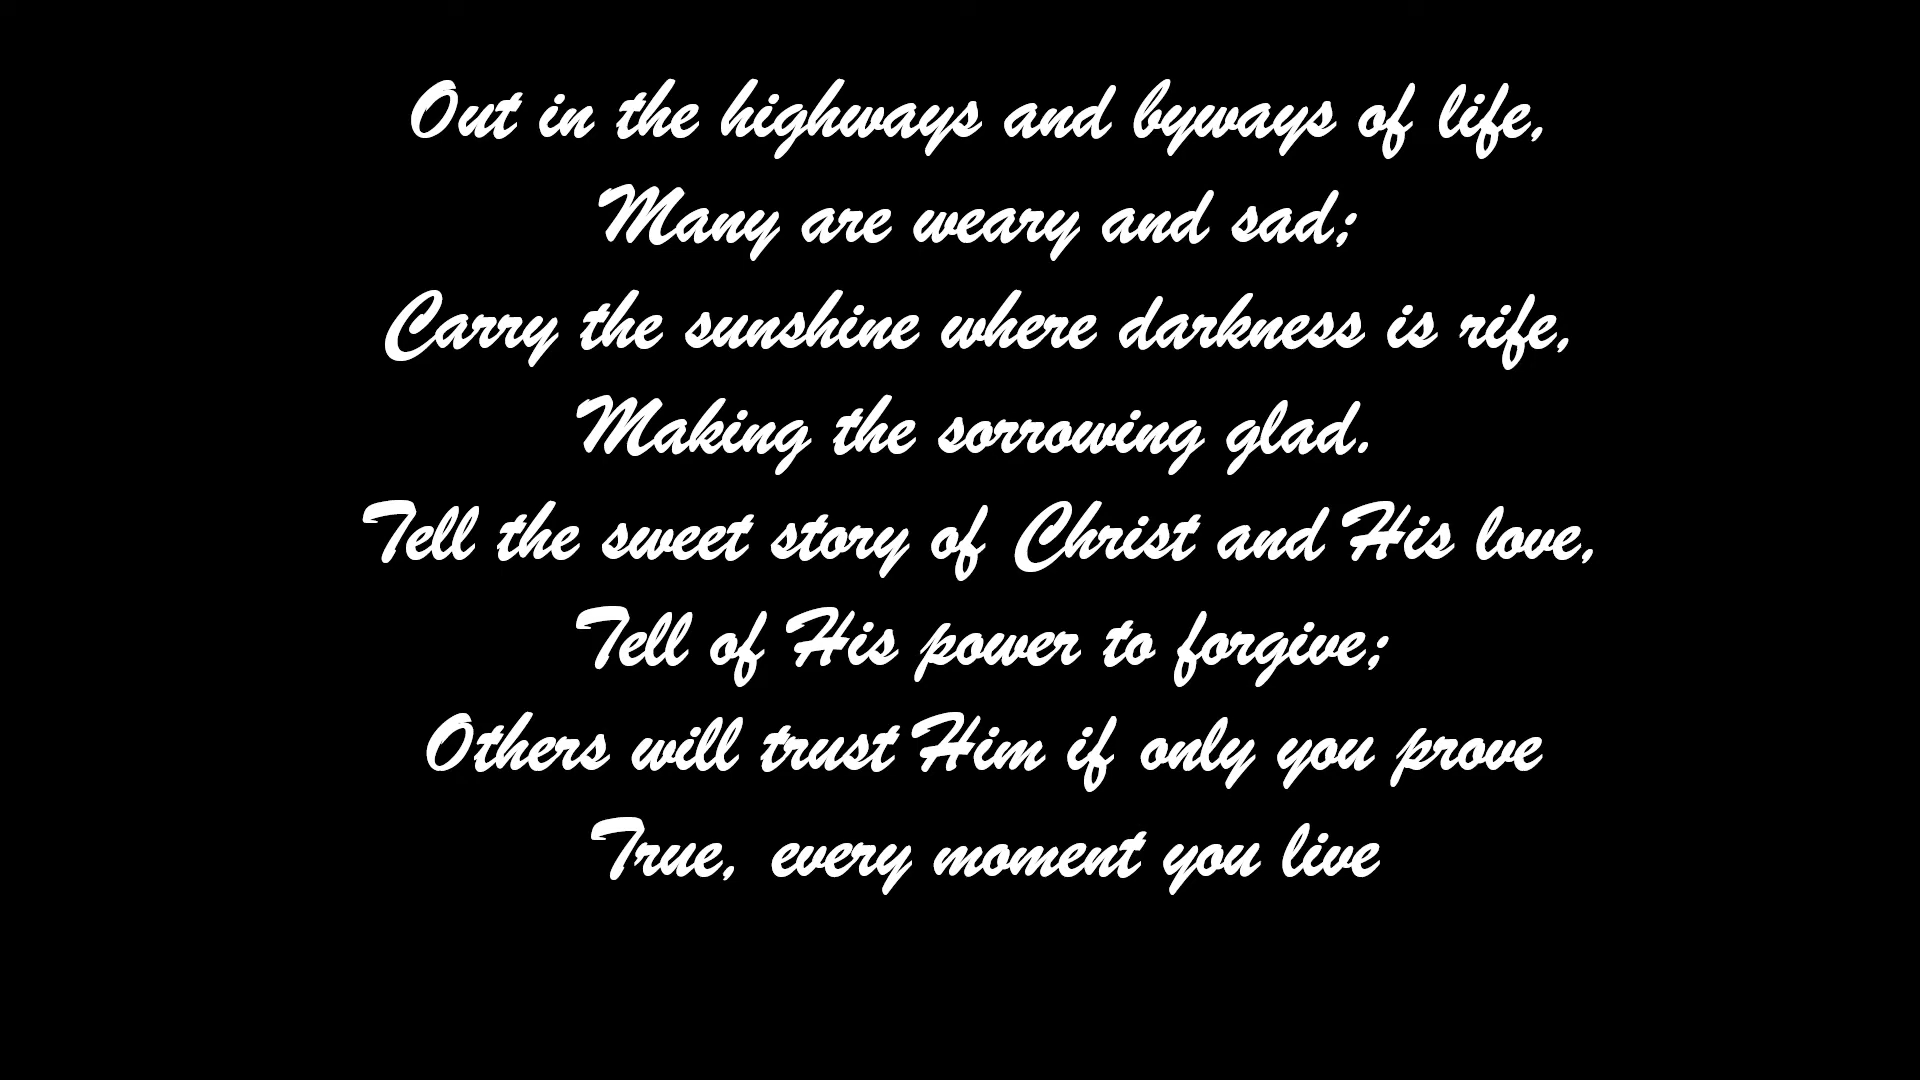 Out in the highways and byways of life,
Many are weary and sad;
Carry the sunshine where darkness is rife,
Making the sorrowing glad.
Tell the sweet story of Christ and His love,
Tell of His power to forgive;
Others will trust Him if only you prove
True, every moment you live